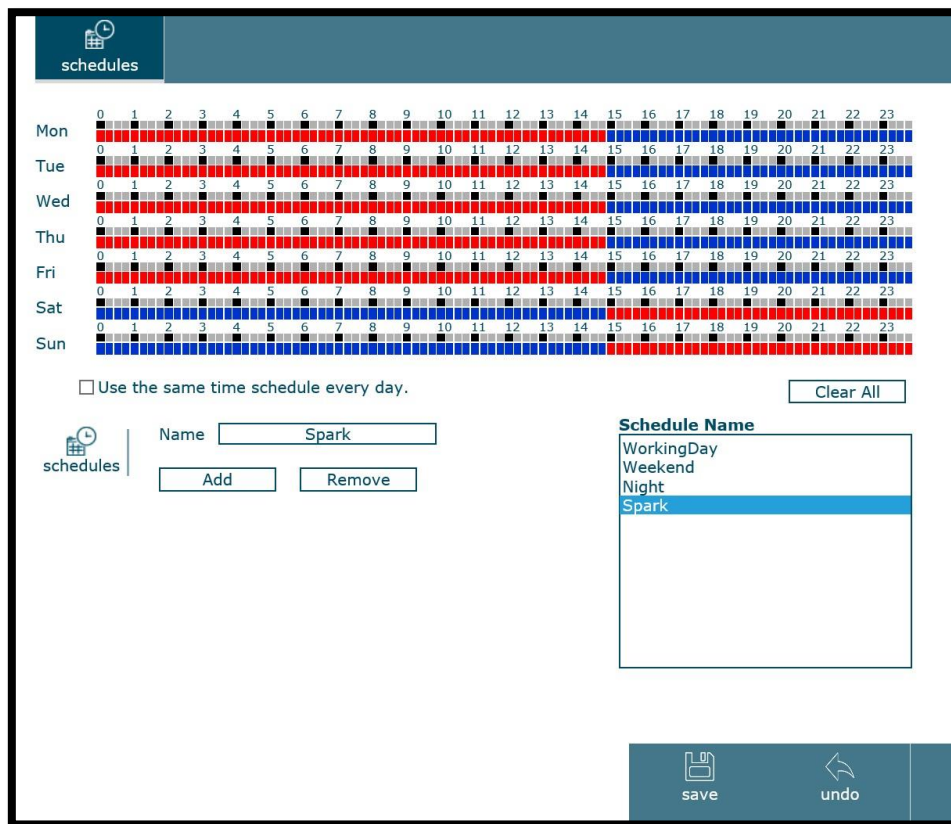 schedules
0 1 2 3 4 5 6 7 8 9 10 11 12 13 14 15 16 17 18 19 20 21 22 23
Mon
0 1 2 3 4 5 6 7 8 9 10 11 12 13 14 15 16 17 18 19 20 21 22 23
Tue
0 1 2 3 4 5 6 7 8 9 10 11 12 13 14 15 16 17 18 19 20 21 22 23
Wed
0 1 2 3 4 5 6 7 8 9 10 11 12 13 14 15 16 17 18 19 20 21 22 23
Thu
0 1 2 3 4 5 6 7 8 9 10 11 12 13 14 15 16 17 18 19 20 21 22 23
Fri
0 1 2 3 4 5 6 7 8 9 10 11 12 13 14 15 16 17 18 19 20 21 22 23
Sat
0 1 2 3 4 5 6 7 8 9 10 11 12 13 14 15 16 17 18 19 20 21 22 23
Sun
Use the same time schedule every day.
Clear All
schedules
Name Spark
Add Remove
Schedule Name
WorkingDay
Weekend
Night
Spark
save undo